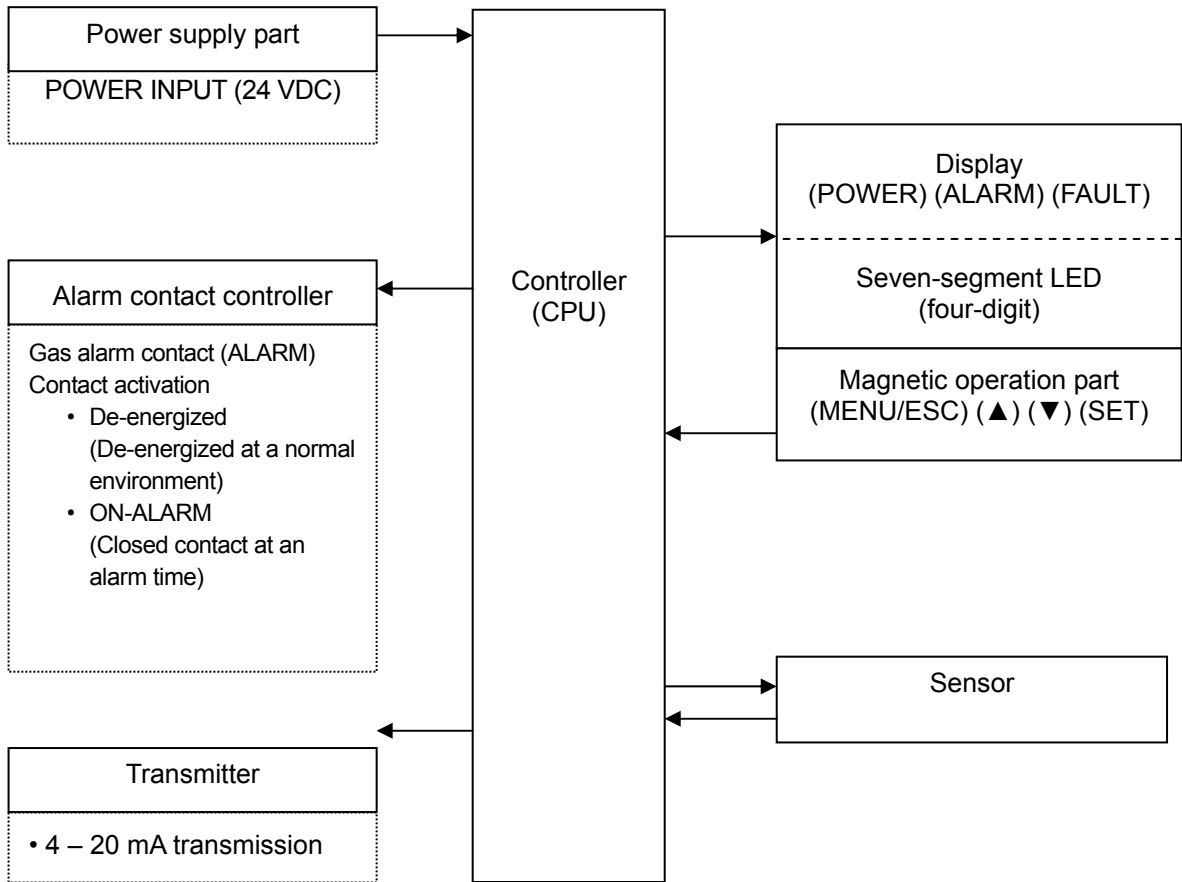 Power supply part
POWER INPUT (24 VDC)
Alarm contact controller
Gas alarm contact (ALARM)
Contact activation
• De-energized
(De-energized at a normal
environment)
• ON-ALARM
(Closed contact at an
alarm time)
Transmitter
• 4 – 20 mA transmission
Controller
(CPU)
Display
(POWER) (ALARM) (FAULT)
Seven-segment LED
(four-digit)
Magnetic operation part
(MENU/ESC) (▲) (▼) (SET)
Sensor